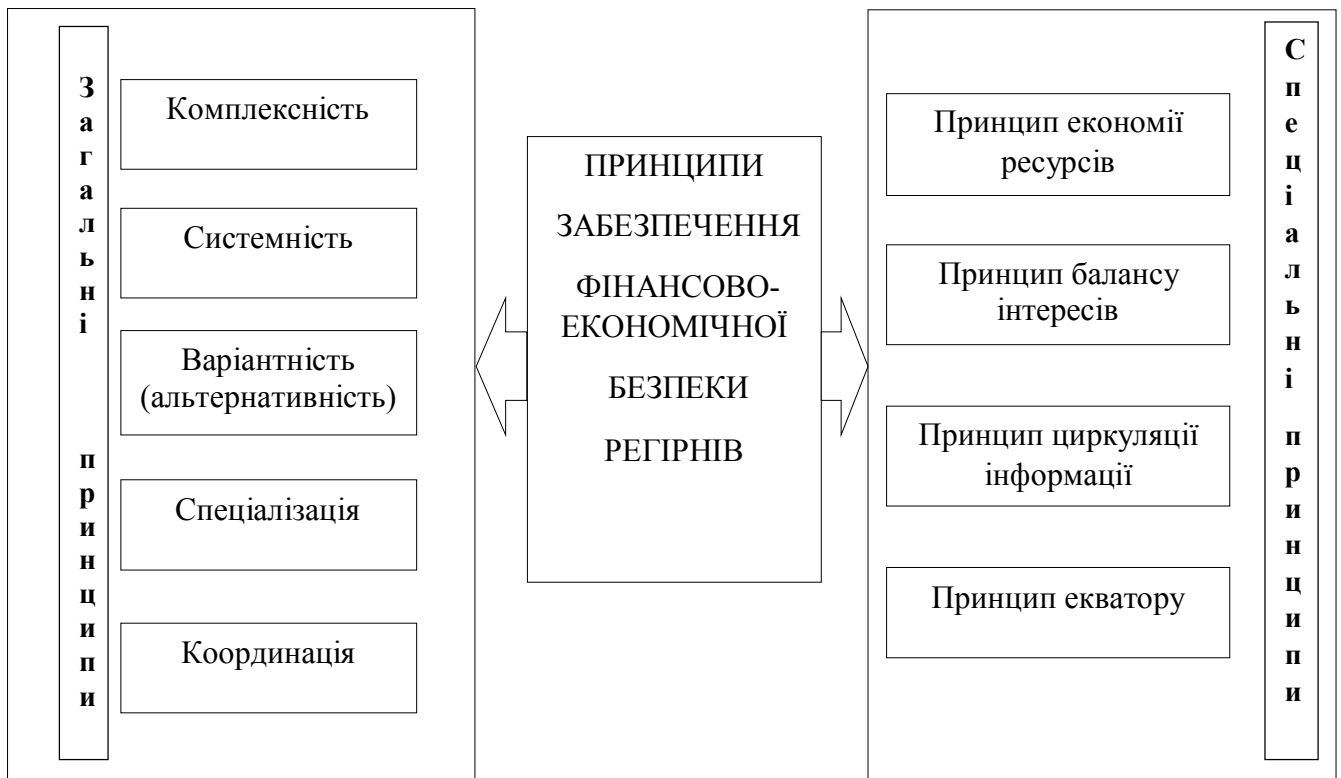 Загальні принципи
Комплексність
Системність
Варіантність
(альтернативність)
Спеціалізація
Координація
ПРИНЦИПИ
ЗАБЕЗПЕЧЕННЯ
ФІНАНСОВО-
ЕКОНОМІЧНОЇ
БЕЗПЕКИ
РЕГІРНІВ
Принцип економії
ресурсів
Принцип балансу
інтересів
Принцип циркуляції
інформації
Принцип екватору
Спеціальні принципи